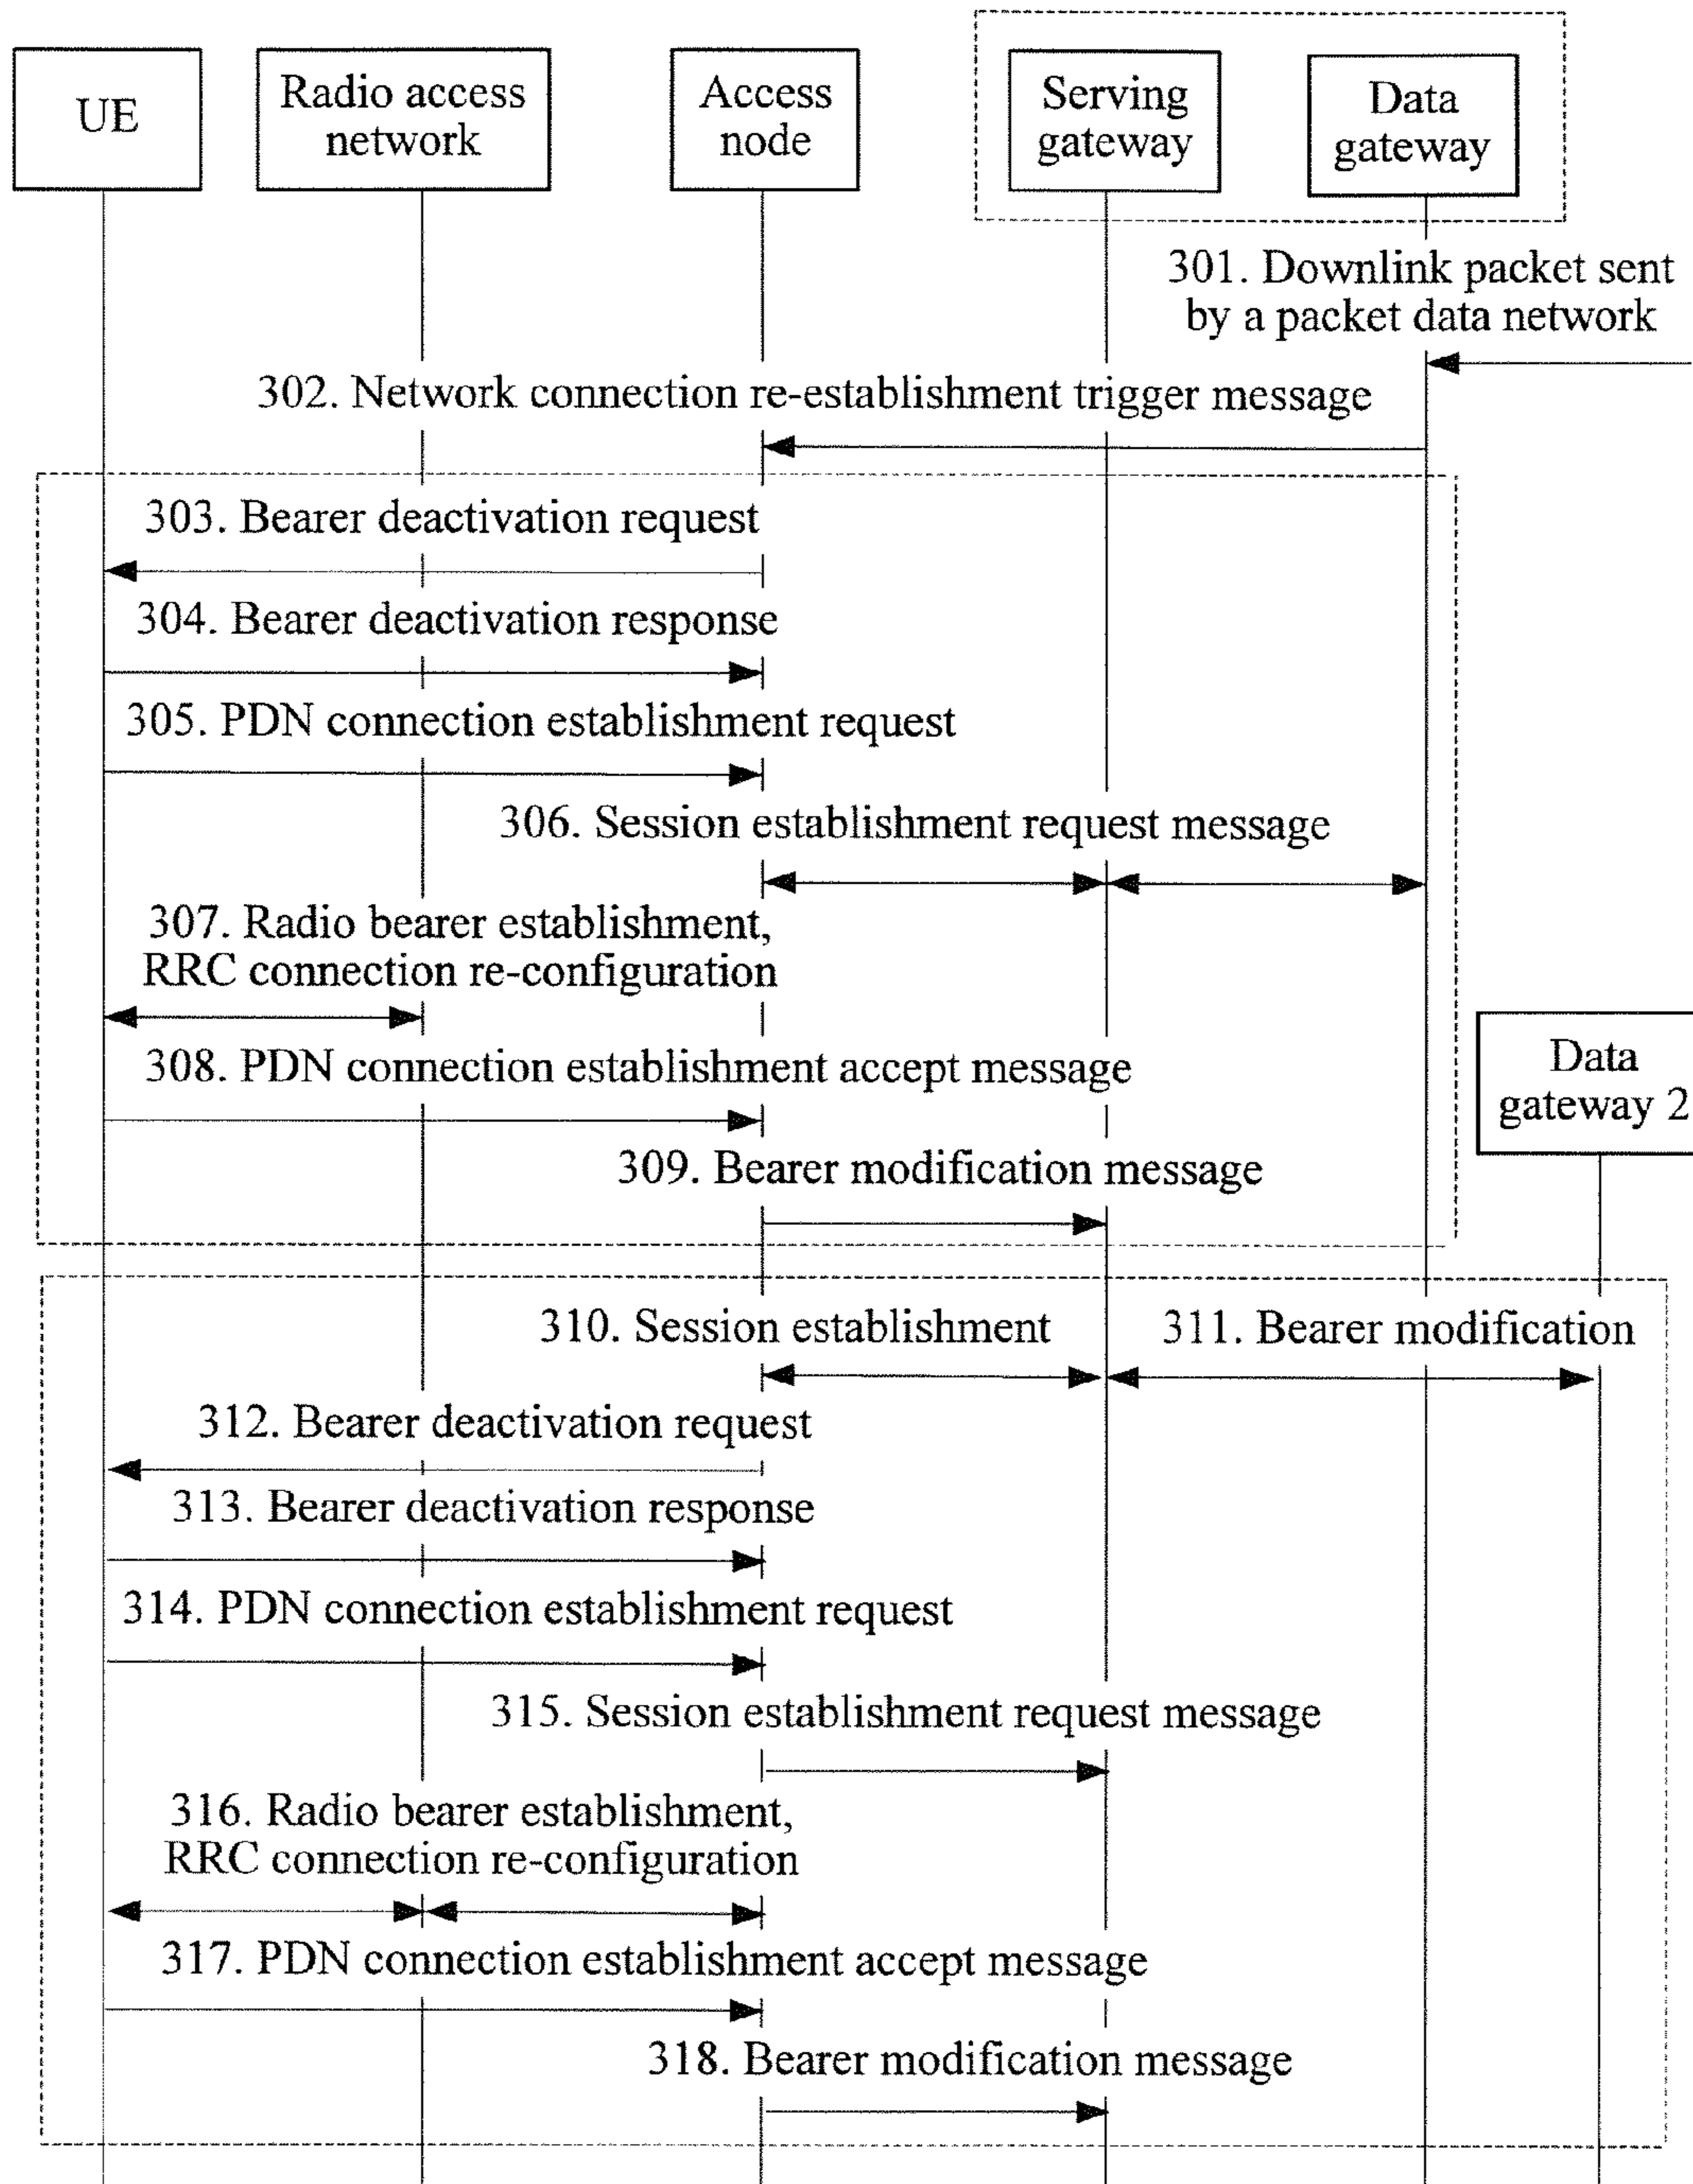 UE
Radio access
network
Access
node
Serving
gateway
Data
gateway
301. Downlink packet sent
by a packet data network
302. Network connection re-establishment trigger message
303. Bearer deactivation request
304. Bearer deactivation response
305. PDN connection establishment request
306. Session establishment request message
307. Radio bearer establishment,
RRC connection re-configuration
308. PDN connection establishment accept message
Data
gateway 2
309. Bearer modification message
310. Session establishment
311. Bearer modification
312. Bearer deactivation request
313. Bearer deactivation response
314. PDN connection establishment request
315. Session establishment request message
316. Radio bearer establishment,
RRC connection re-configuration
317. PDN connection establishment accept message
318. Bearer modification message